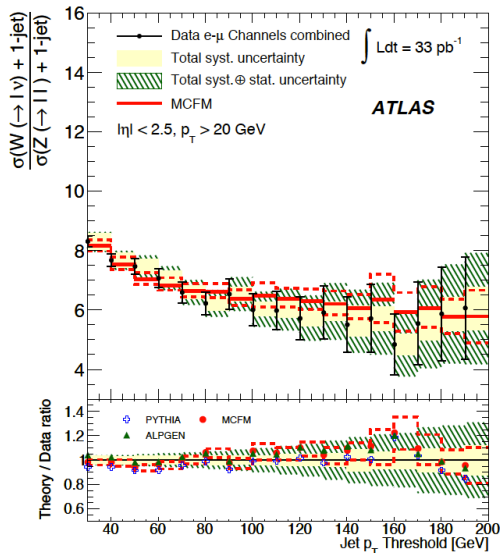 σ(W (→ l ν) + 1-jet)
σ(Z (→ l l ) + 1-jet)
16
14
12
10
8
6
4
Data e-μ Channels combined
Total syst. uncertainty
Total syst.⊕ stat. uncertainty
MCFM
∫ Ldt = 33 pb⁻¹
ATLAS
|η| < 2.5, p_T > 20 GeV
Theory / Data ratio
1.4
1.2
1
0.8
0.6
PYTHIA
MCFM
ALPGEN
40 60 80 100 120 140 160 180 200
Jet p_T Threshold [GeV]